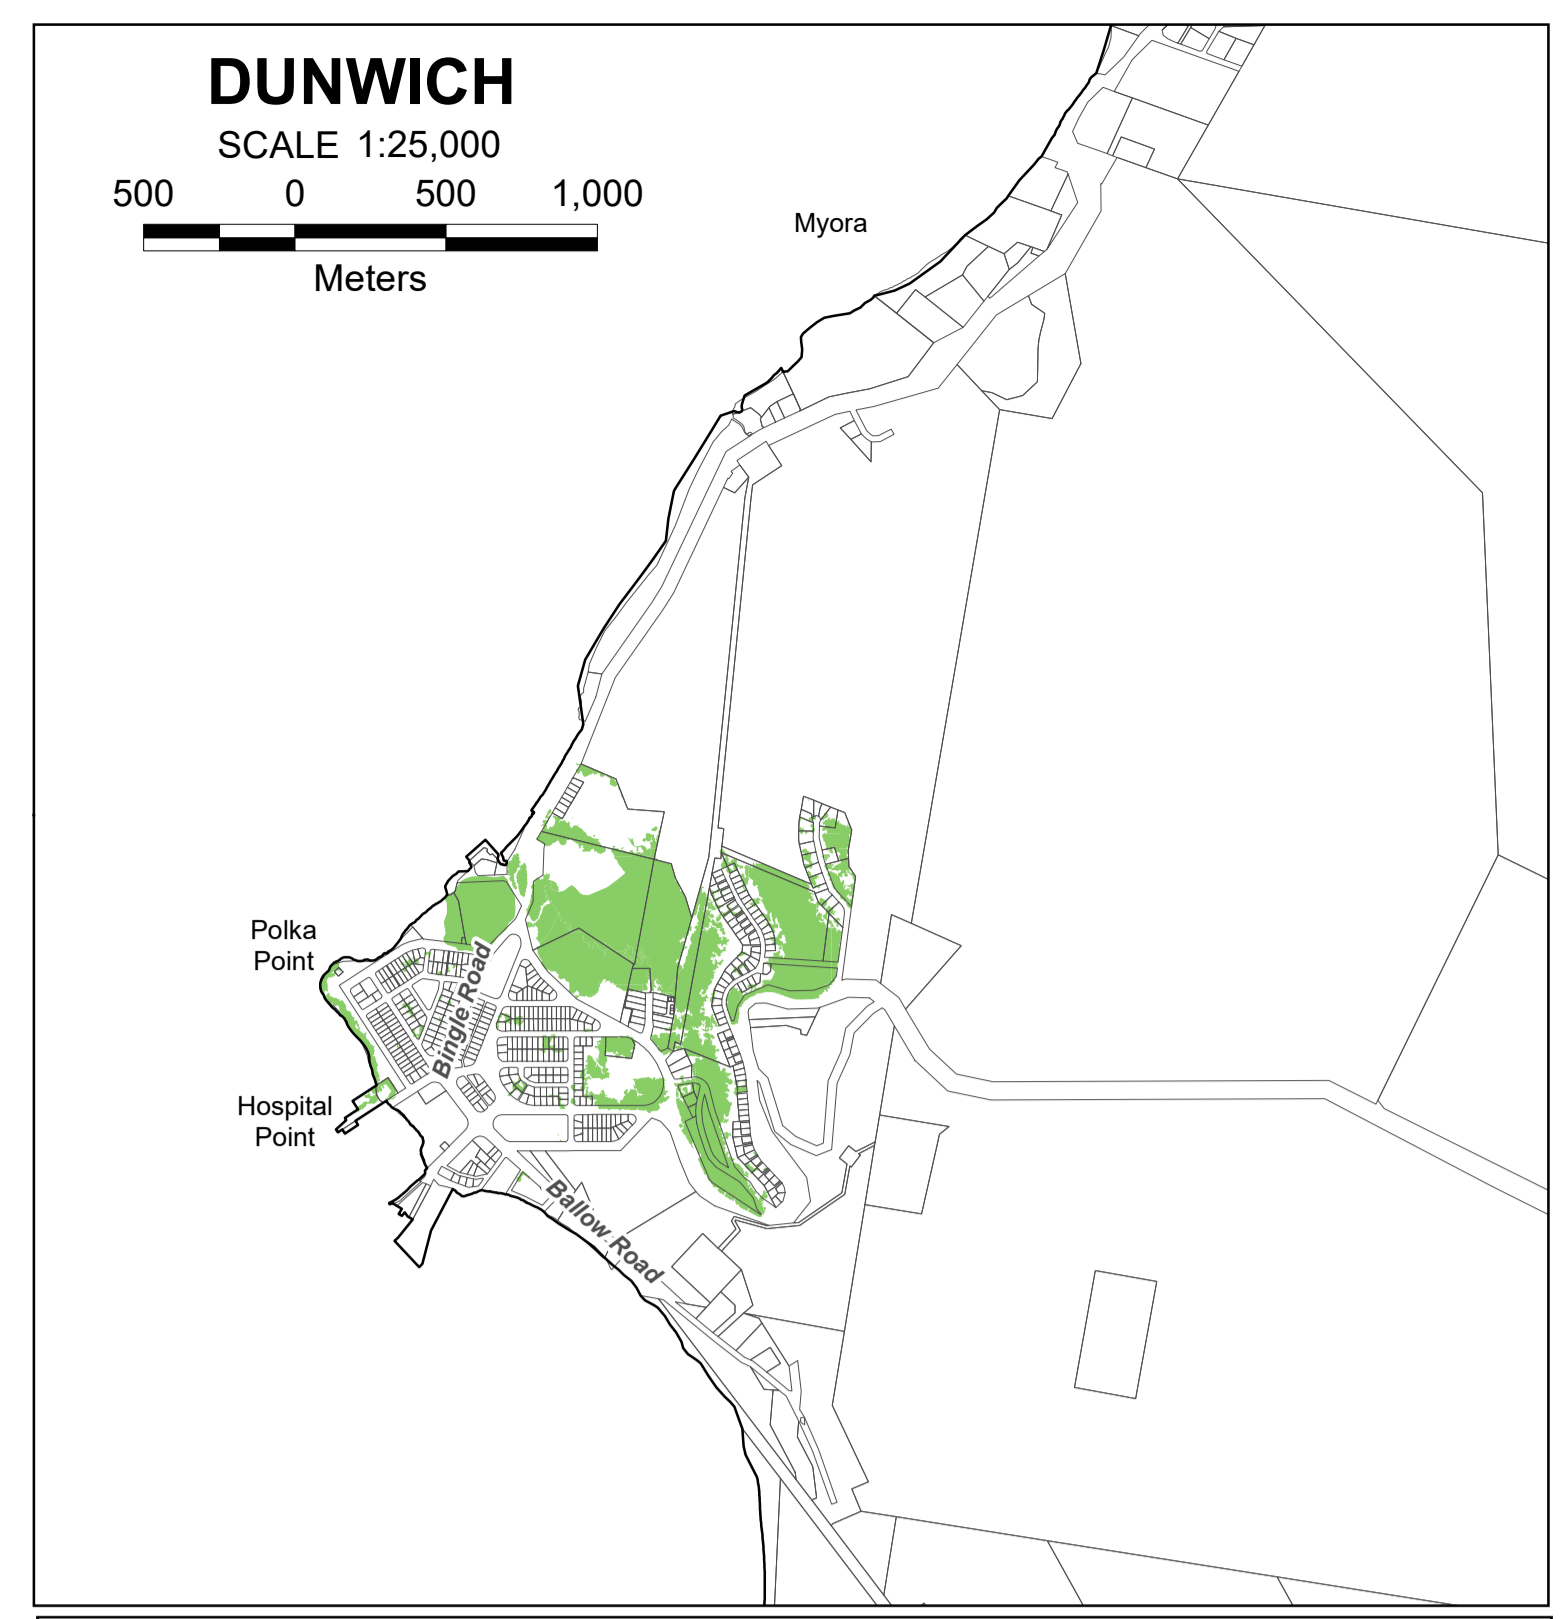 DUNWICH
SCALE 1:25,000
500 0 500 1,000
Meters
Myora
Polka
Point
Bingle Road
Hospital
Point
Ballow Road